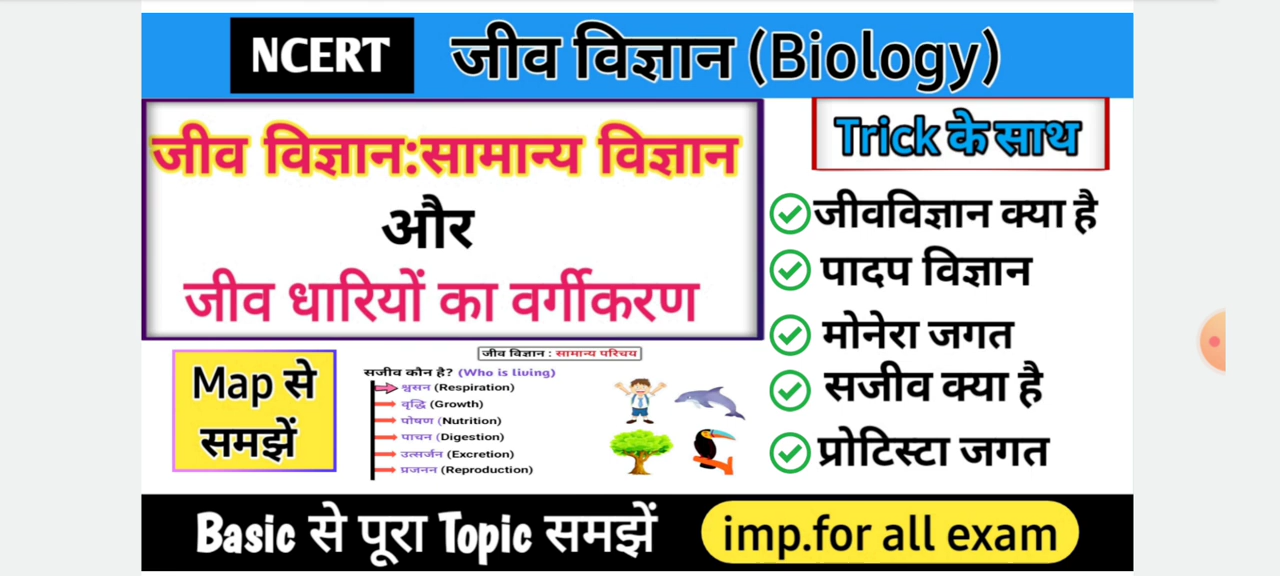 NCERT जीव विज्ञान (Biology)
जीव विज्ञान:सामान्य विज्ञान
और
जीव धारियों का वर्गीकरण
Trick के साथ
जीवविज्ञान क्या है
पादप विज्ञान
मोनेरा जगत
सजीव क्या है
प्रोटिस्टा जगत
Map से
समझें
जीव विज्ञान : सामान्य परिचय
सजीव कौन है? (Who is living)
श्वसन (Respiration)
वृद्धि (Growth)
पोषण (Nutrition)
पाचन (Digestion)
उत्सर्जन (Excretion)
प्रजनन (Reproduction)
Basic से पूरा Topic समझें
imp.for all exam